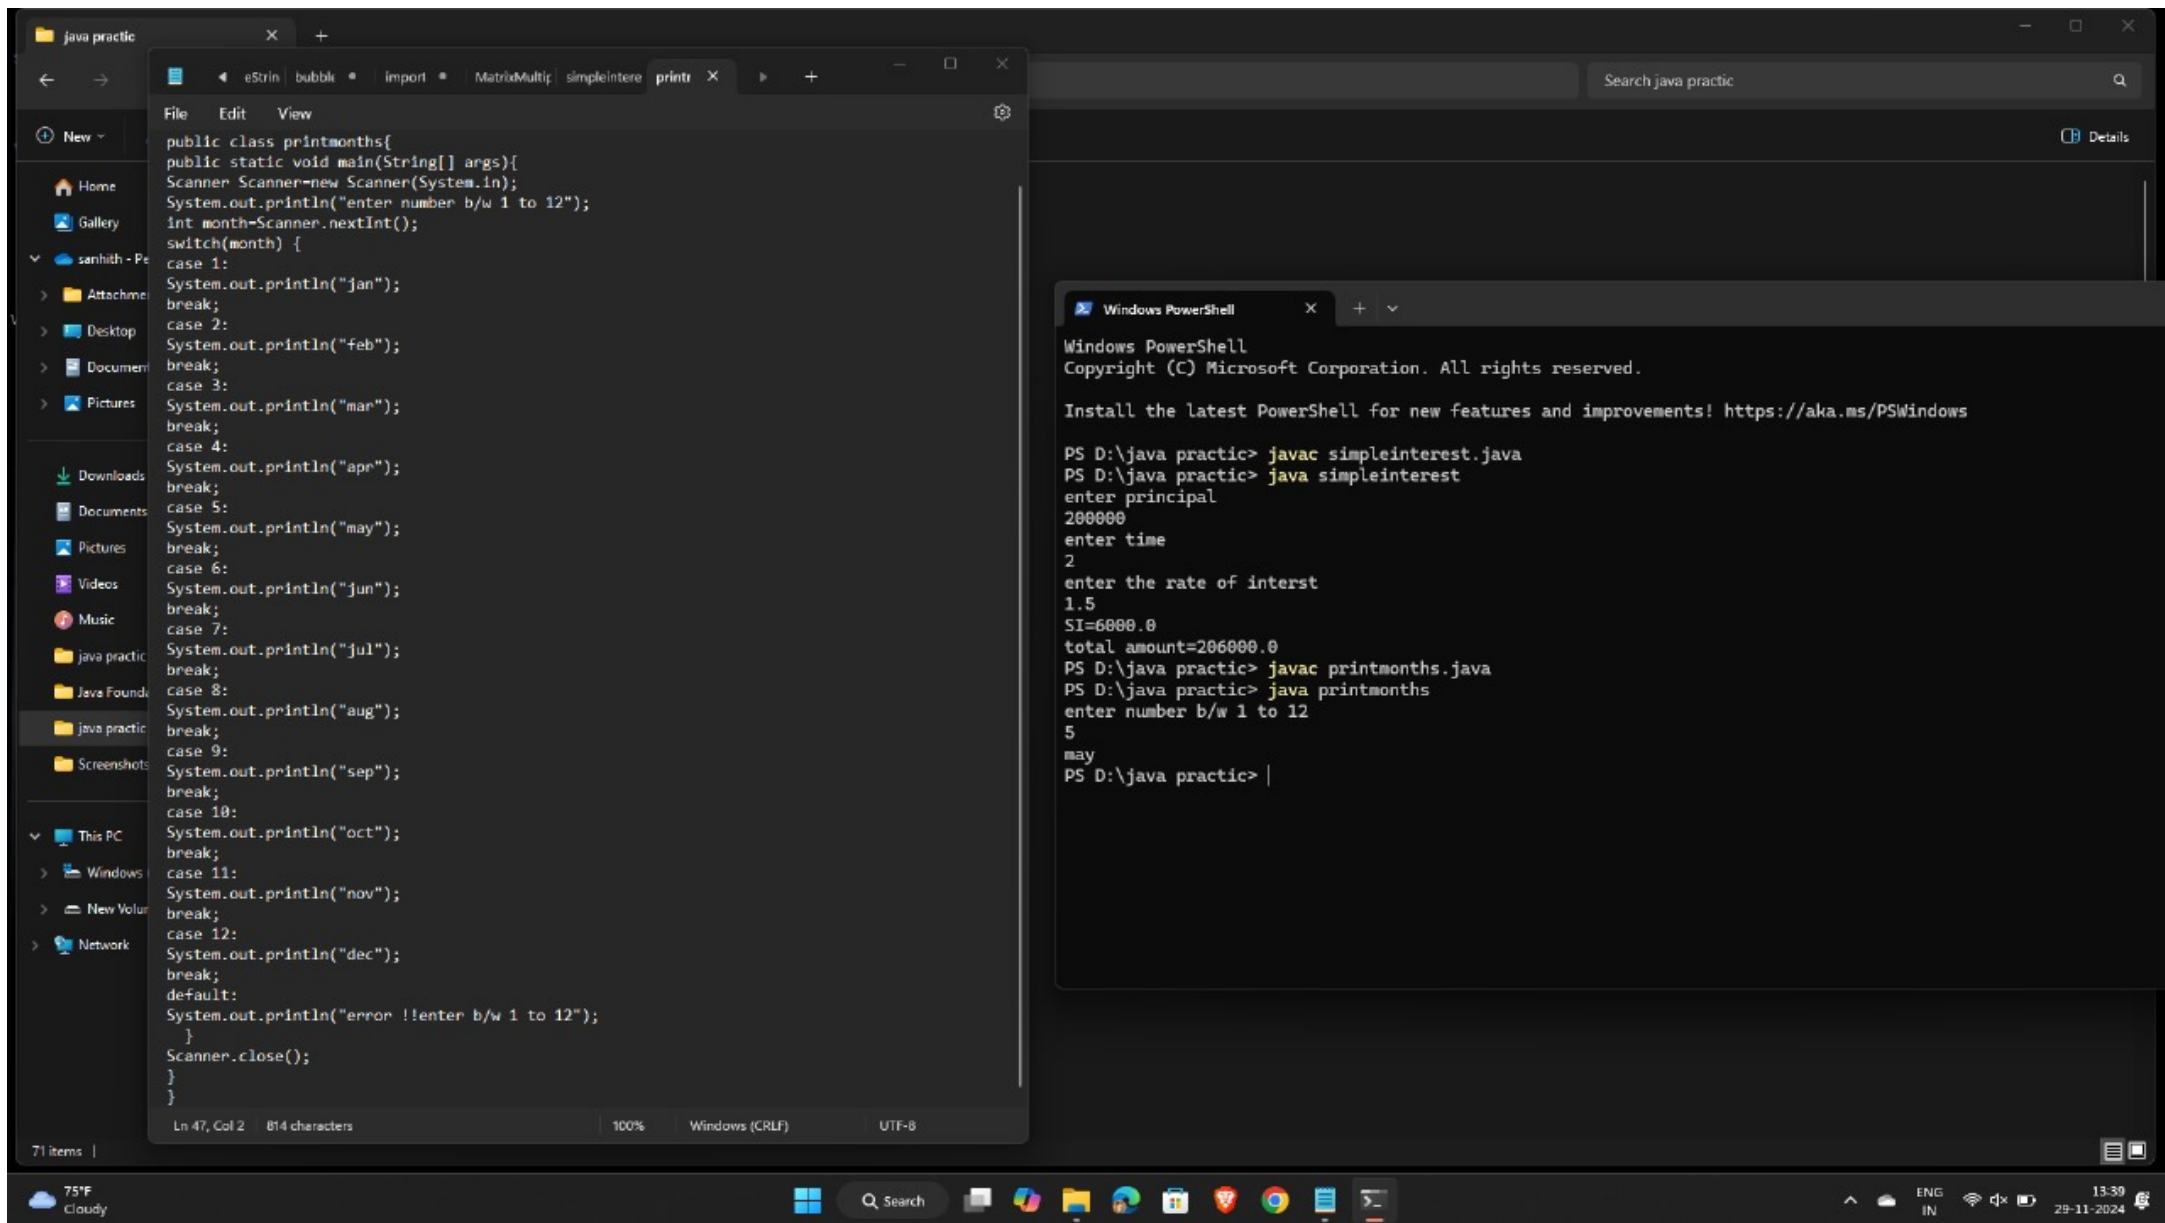 java practic
eStrin bubble import MatrixMultip simpleintere printr
Search java practic
File Edit View
New
Details
Home
Gallery
sanhith - Pe
Attachme
Desktop
Documen
Pictures
Downloads
Documents
Pictures
Videos
Music
java practic
Java Founda
java practic
Screenshots
This PC
Windows
New Volur
Network
71 items
public class printmonths{
public static void main(String[] args){
Scanner Scanner=new Scanner(System.in);
System.out.println("enter number b/w 1 to 12");
int month=Scanner.nextInt();
switch(month) {
case 1:
System.out.println("jan");
break;
case 2:
System.out.println("feb");
break;
case 3:
System.out.println("mar");
break;
case 4:
System.out.println("apr");
break;
case 5:
System.out.println("may");
break;
case 6:
System.out.println("jun");
break;
case 7:
System.out.println("jul");
break;
case 8:
System.out.println("aug");
break;
case 9:
System.out.println("sep");
break;
case 10:
System.out.println("oct");
break;
case 11:
System.out.println("nov");
break;
case 12:
System.out.println("dec");
break;
default:
System.out.println("error !!enter b/w 1 to 12");
}
Scanner.close();
}
}
Ln 47, Col 2 814 characters 100% Windows (CRLF) UTF-8
Windows PowerShell
Windows PowerShell
Copyright (C) Microsoft Corporation. All rights reserved.
Install the latest PowerShell for new features and improvements! https://aka.ms/PSWindows
PS D:\java practic> javac simpleinterest.java
PS D:\java practic> java simpleinterest
enter principal
200000
enter time
2
enter the rate of interst
1.5
SI=6000.0
total amount=206000.0
PS D:\java practic> javac printmonths.java
PS D:\java practic> java printmonths
enter number b/w 1 to 12
5
may
PS D:\java practic>
75°F
Cloudy
Search
ENG
IN
13:39
29-11-2024